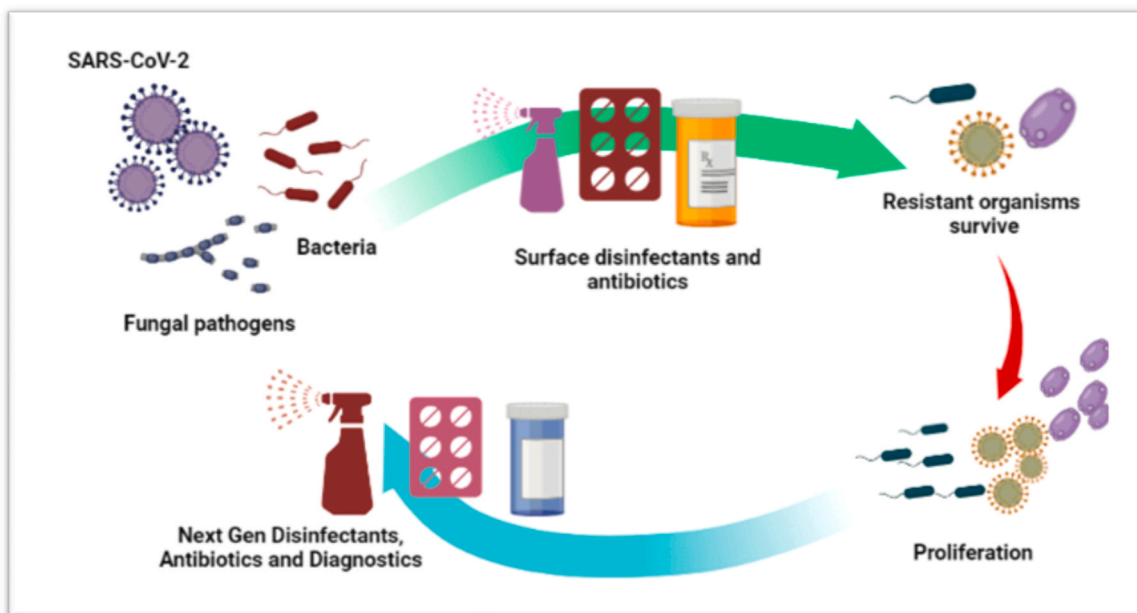 SARS-CoV-2
Bacteria
Fungal pathogens
Rx
Surface disinfectants and
antibiotics
Resistant organisms
survive
Proliferation
Next Gen Disinfectants,
Antibiotics and Diagnostics